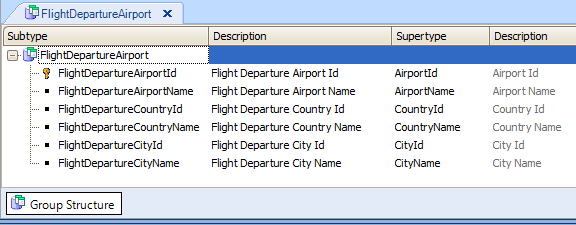 FlightDepartureAirport
Subtype Description Supertype Description
FlightDepartureAirport
FlightDepartureAirportId Flight Departure Airport Id AirportId Airport Id
FlightDepartureAirportName Flight Departure Airport Name AirportName Airport Name
FlightDepartureCountryId Flight Departure Country Id CountryId Country Id
FlightDepartureCountryName Flight Departure Country Name CountryName Country Name
FlightDepartureCityId Flight Departure City Id CityId City Id
FlightDepartureCityName Flight Departure City Name CityName City Name
Group Structure